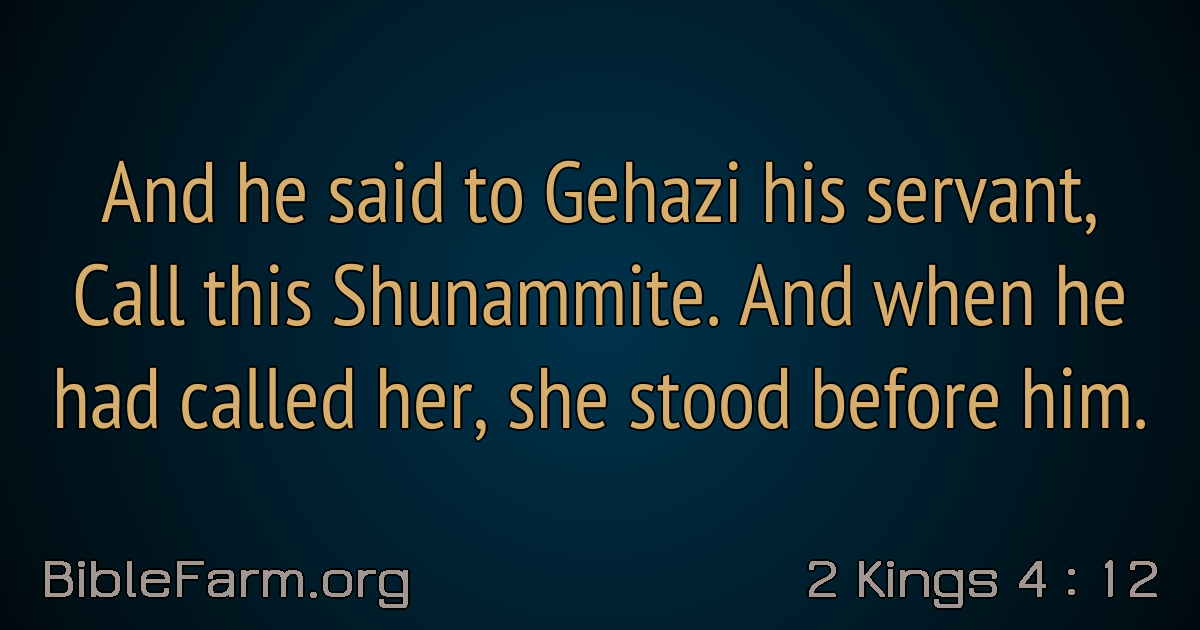 And he said to Gehazi his servant,
Call this Shunammite. And when he
had called her, she stood before him.
BibleFarm.org
2 Kings 4 : 12